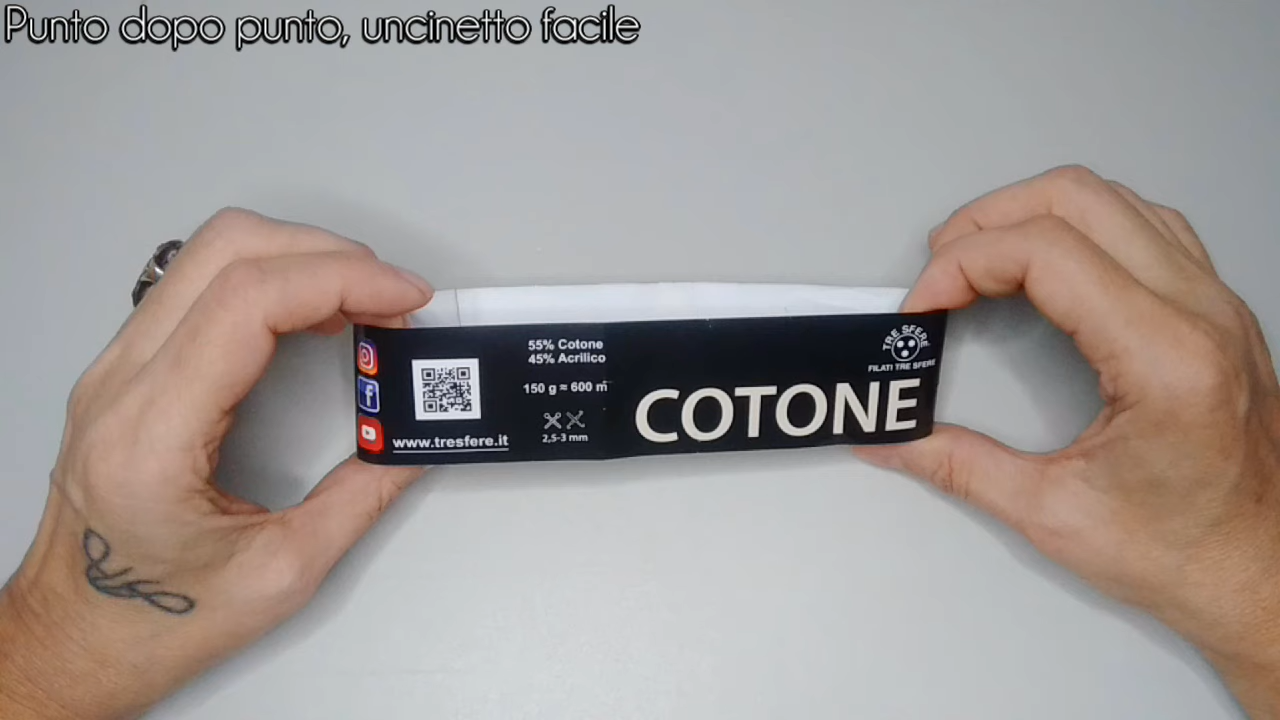 Punto dopo punto, uncinetto facile
TRE SFERE
FILATI TRE SFERE
55% Cotone
45% Acrilico
150 g ≈ 600 m
2,5-3 mm
www.tresfere.it
COTONE